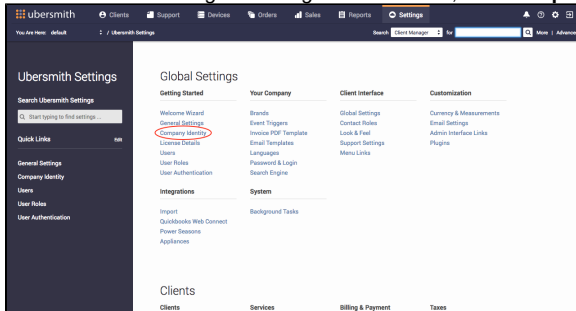 ubersmith Clients Support Devices Orders Sales Reports Settings
You Are Here: default / Ubersmith Settings Search Client Manager for More | Advance
Ubersmith Settings
Search Ubersmith Settings
Start typing to find settings ...
Quick Links edit
General Settings
Company Identity
Users
User Roles
User Authentication
Global Settings
Getting Started
Welcome Wizard
General Settings
Company Identity
License Details
Users
User Roles
User Authentication
Your Company
Brands
Event Triggers
Invoice PDF Template
Email Templates
Languages
Password & Login
Search Engine
Client Interface
Global Settings
Contact Roles
Look & Feel
Support Settings
Menu Links
Customization
Currency & Measurements
Email Settings
Admin Interface Links
Plugins
Integrations
Import
Quickbooks Web Connect
Power Seasons
Appliances
System
Background Tasks
Clients
Clients Services Billing & Payment Taxes